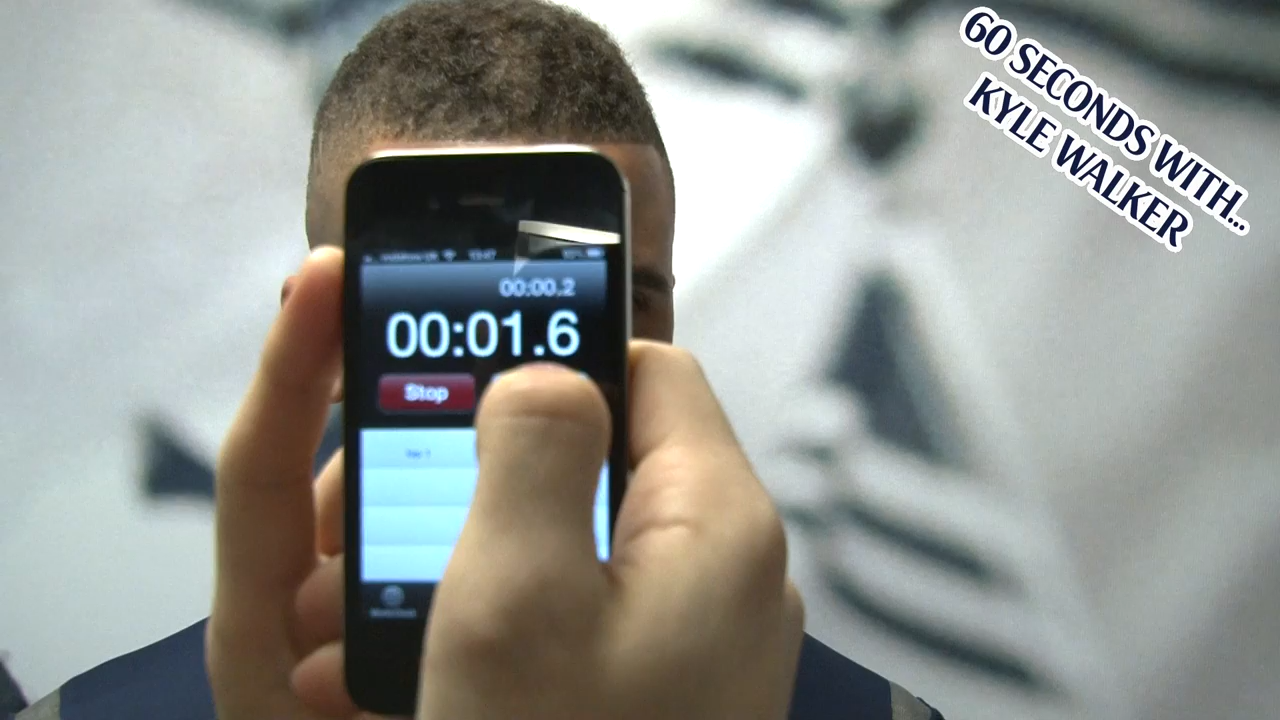 60 SECONDS WITH...
KYLE WALKER
00:00.2
00:01.6
Stop